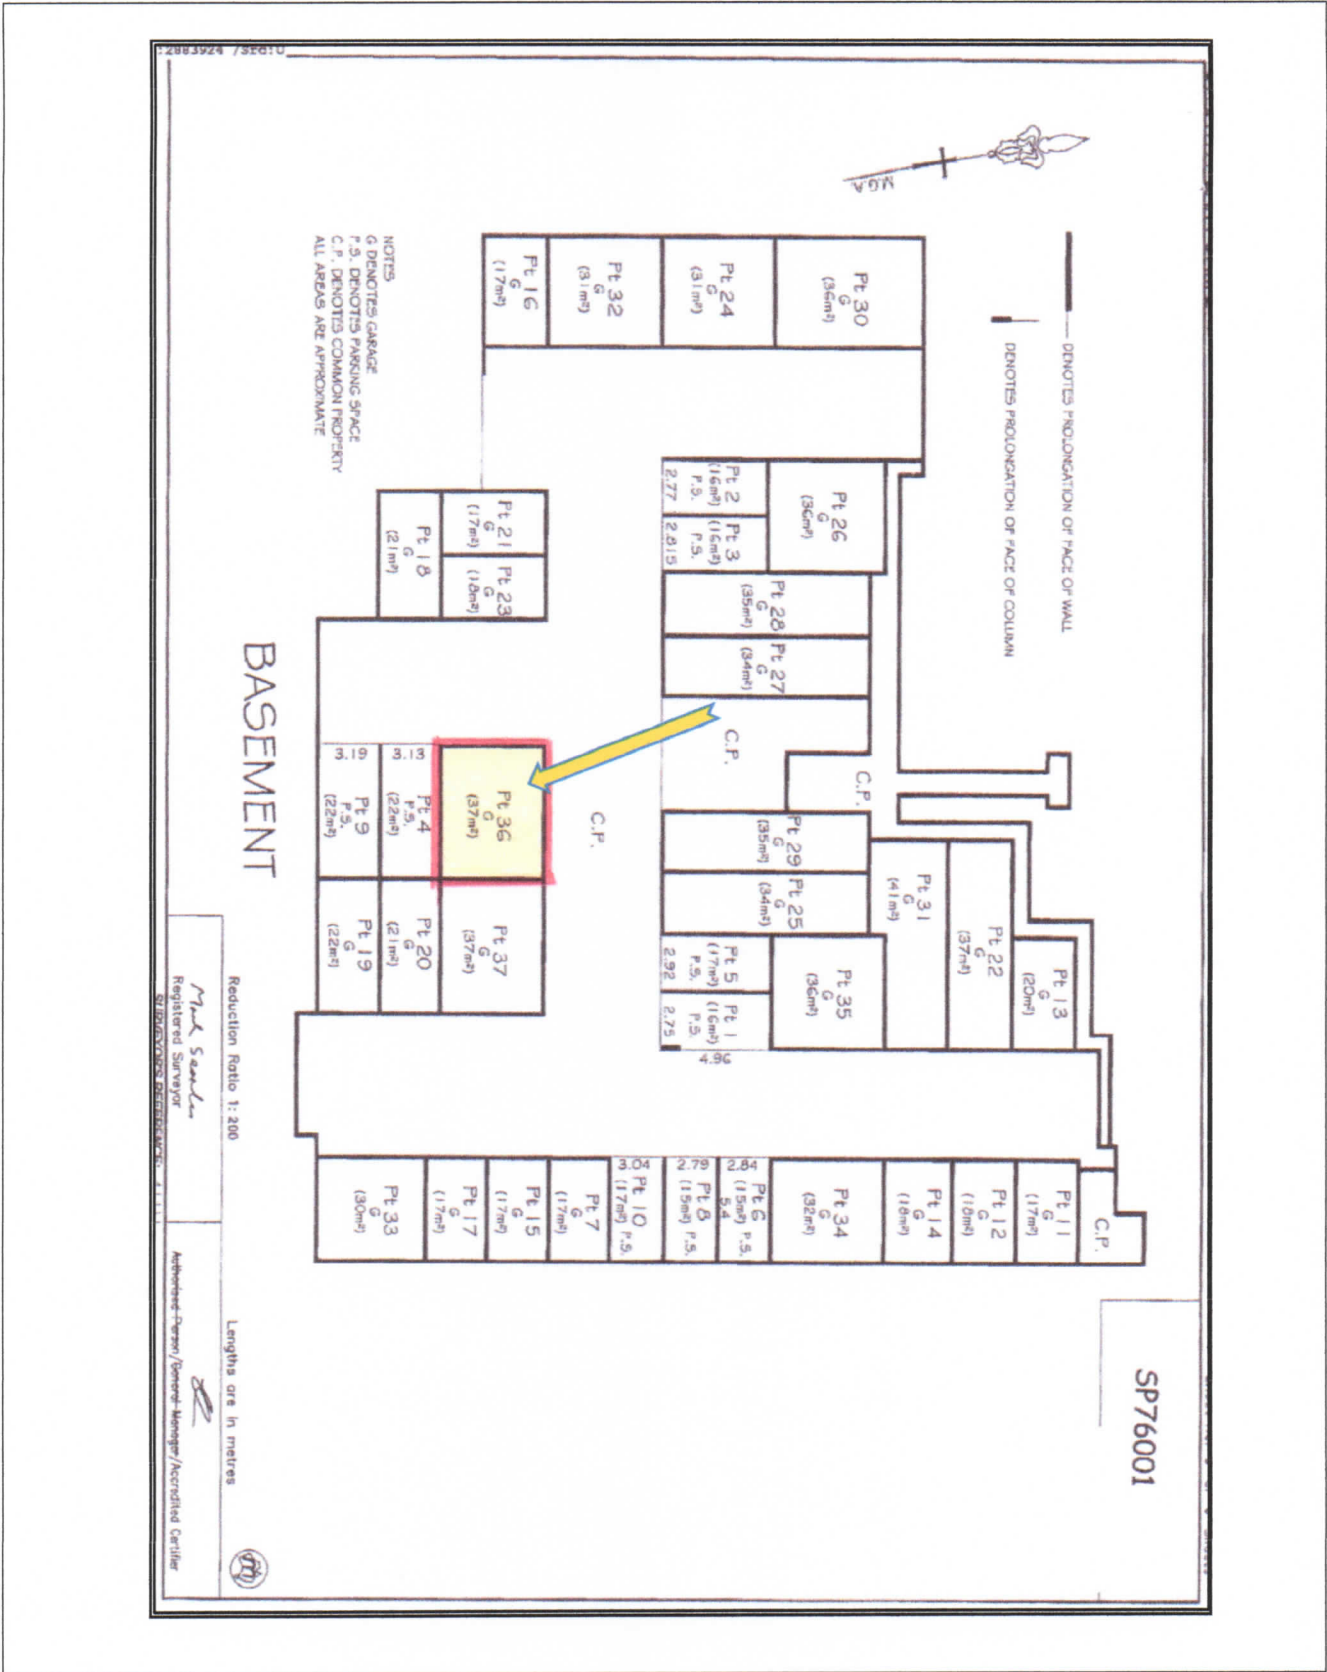 :2883924 /Srd:U
SP76001
M.G.A.
DENOTES PROLONGATION OF FACE OF WALL
DENOTES PROLONGATION OF FACE OF COLUMN
Pt 30
G
(36m²)
Pt 24
G
(31m²)
Pt 32
G
(31m²)
Pt 16
G
(17m²)
Pt 26
G
(36m²)
Pt 2
(16m²)
P.S.
2.77
Pt 3
(16m²)
P.S.
2.815
Pt 28
G
(35m²)
Pt 27
G
(34m²)
C.P.
C.P.
Pt 29
G
(35m²)
Pt 25
G
(34m²)
Pt 31
G
(41m²)
Pt 22
G
(37m²)
Pt 13
G
(20m²)
Pt 35
G
(36m²)
Pt 5
(17m²)
P.S.
2.92
Pt 1
(16m²)
P.S.
2.75
4.96
C.P.
Pt 21
G
(17m²)
Pt 23
G
(18m²)
Pt 18
G
(21m²)
Pt 36
G
(37m²)
Pt 37
G
(37m²)
3.13
Pt 4
P.S.
(22m²)
Pt 20
G
(21m²)
3.19
Pt 9
P.S.
(22m²)
Pt 19
G
(22m²)
C.P.
Pt 11
G
(17m²)
Pt 12
G
(18m²)
Pt 14
G
(18m²)
Pt 34
G
(32m²)
2.84
Pt 6
5.4
(15m²) P.S.
2.79
Pt 8
(15m²) P.S.
3.04
Pt 10
(17m²) P.S.
Pt 7
G
(17m²)
Pt 15
G
(17m²)
Pt 17
G
(17m²)
Pt 33
G
(30m²)
NOTES
G DENOTES GARAGE
P.S. DENOTES PARKING SPACE
C.P. DENOTES COMMON PROPERTY
ALL AREAS ARE APPROXIMATE
BASEMENT
Reduction Ratio 1: 200
Lengths are in metres
Registered Surveyor
Authorised Person/General Manager/Accredited Certifier
SURVEYOR'S REFERENCE: